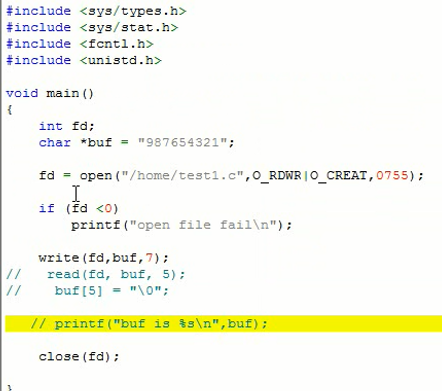 #include <sys/types.h>
#include <sys/stat.h>
#include <fcntl.h>
#include <unistd.h>
void main()
{
int fd;
char *buf = "987654321";
fd = open("/home/test1.c",O_RDWR|O_CREAT,0755);
if (fd <0)
printf("open file fail\n");
write(fd,buf,7);
// read(fd, buf, 5);
// buf[5] = "\0";
// printf("buf is %s\n",buf);
close(fd);
}